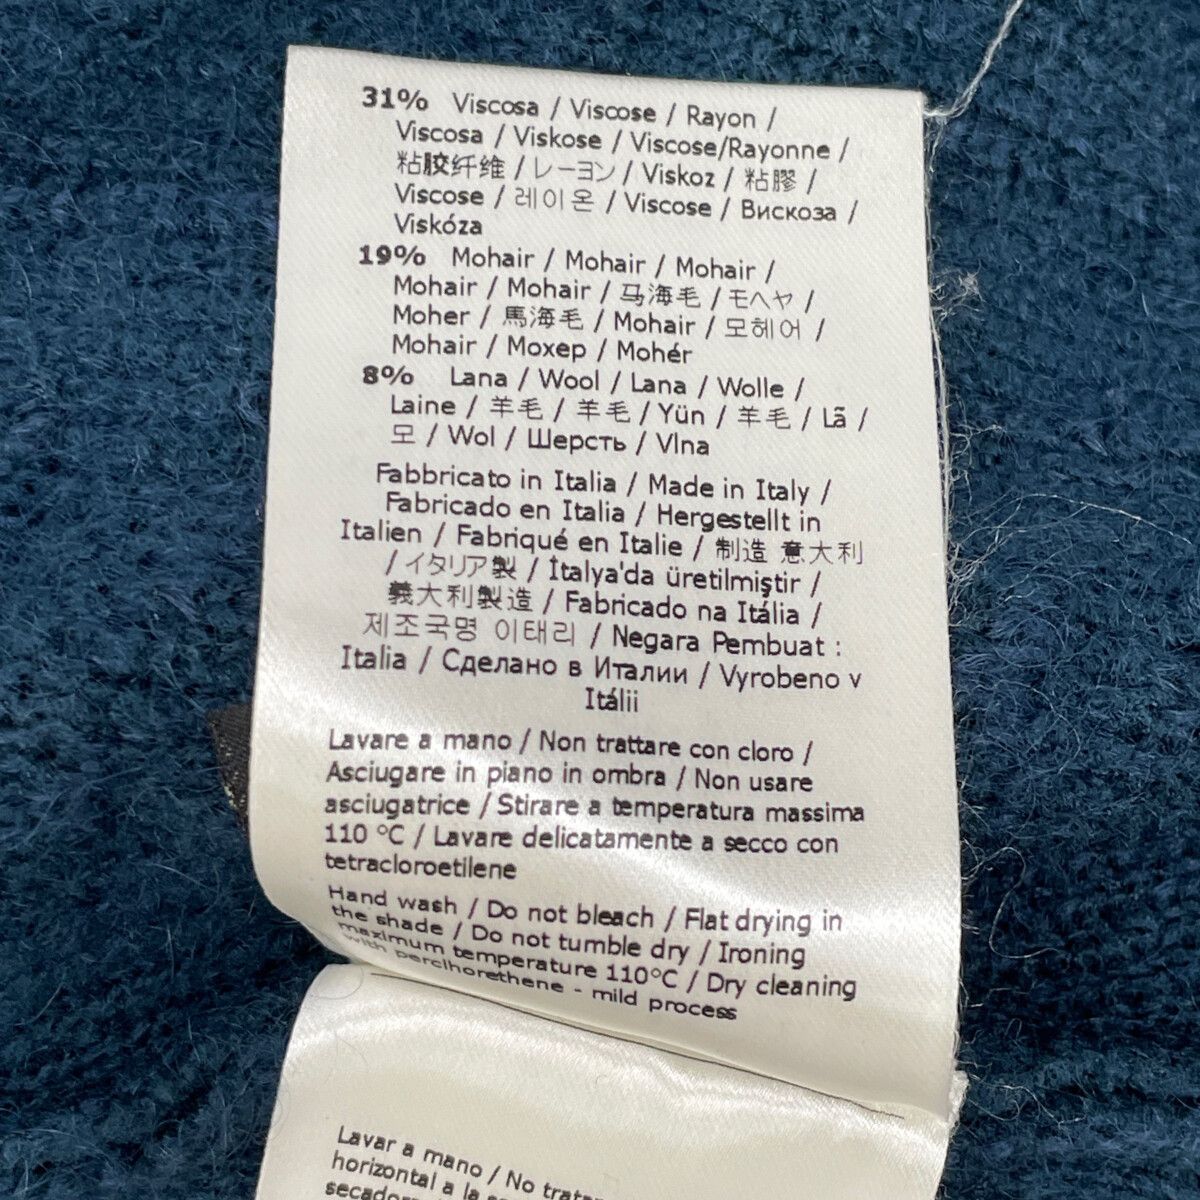 31% Viscosa / Viscose / Rayon /
Viscosa / Viskose / Viscose/Rayonne /
粘胶纤维 / レーヨン / Viskoz / 粘膠 /
Viscose / 레이온 / Viscose / Вискоза /
Viskóza
19% Mohair / Mohair / Mohair /
Mohair / Mohair / 马海毛 / モヘヤ /
Moher / 馬海毛 / Mohair / 모헤어 /
Mohair / Мохер / Mohér
8% Lana / Wool / Lana / Wolle /
Laine / 羊毛 / 羊毛 / Yün / 羊毛 / Lã /
모 / Wol / Шерсть / Vlna
Fabbricato in Italia / Made in Italy /
Fabricado en Italia / Hergestellt in
Italien / Fabriqué en Italie / 制造 意大利
/ イタリア製 / İtalya'da üretilmiştir /
義大利製造 / Fabricado na Itália /
제조국명 이태리 / Negara Pembuat :
Italia / Сделано в Италии / Vyrobeno v
Itálii
Lavare a mano / Non trattare con cloro /
Asciugare in piano in ombra / Non usare
asciugatrice / Stirare a temperatura massima
110 °C / Lavare delicatamente a secco con
tetracloroetilene
Hand wash / Do not bleach / Flat drying in
the shade / Do not tumble dry / Ironing
maximum temperature 110°C / Dry cleaning
with perclhorethene - mild process
Lavar a mano / No
horizontal a la